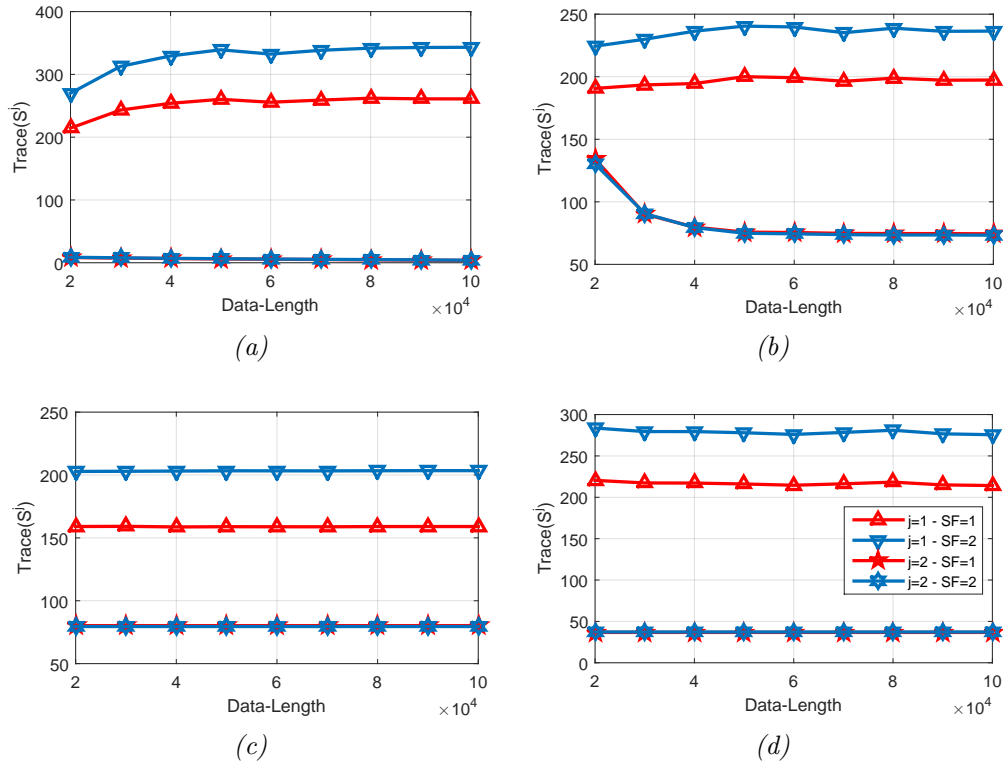 400
300
200
100
0
Trace(S^j)
2 4 6 8 10
Data-Length
×10^4
(a)
250
200
150
100
50
Trace(S^j)
2 4 6 8 10
Data-Length
×10^4
(b)
250
200
150
100
50
Trace(S^j)
2 4 6 8 10
Data-Length
×10^4
(c)
300
250
200
150
100
50
0
Trace(S^j)
j=1 - SF=1
j=1 - SF=2
j=2 - SF=1
j=2 - SF=2
2 4 6 8 10
Data-Length
×10^4
(d)